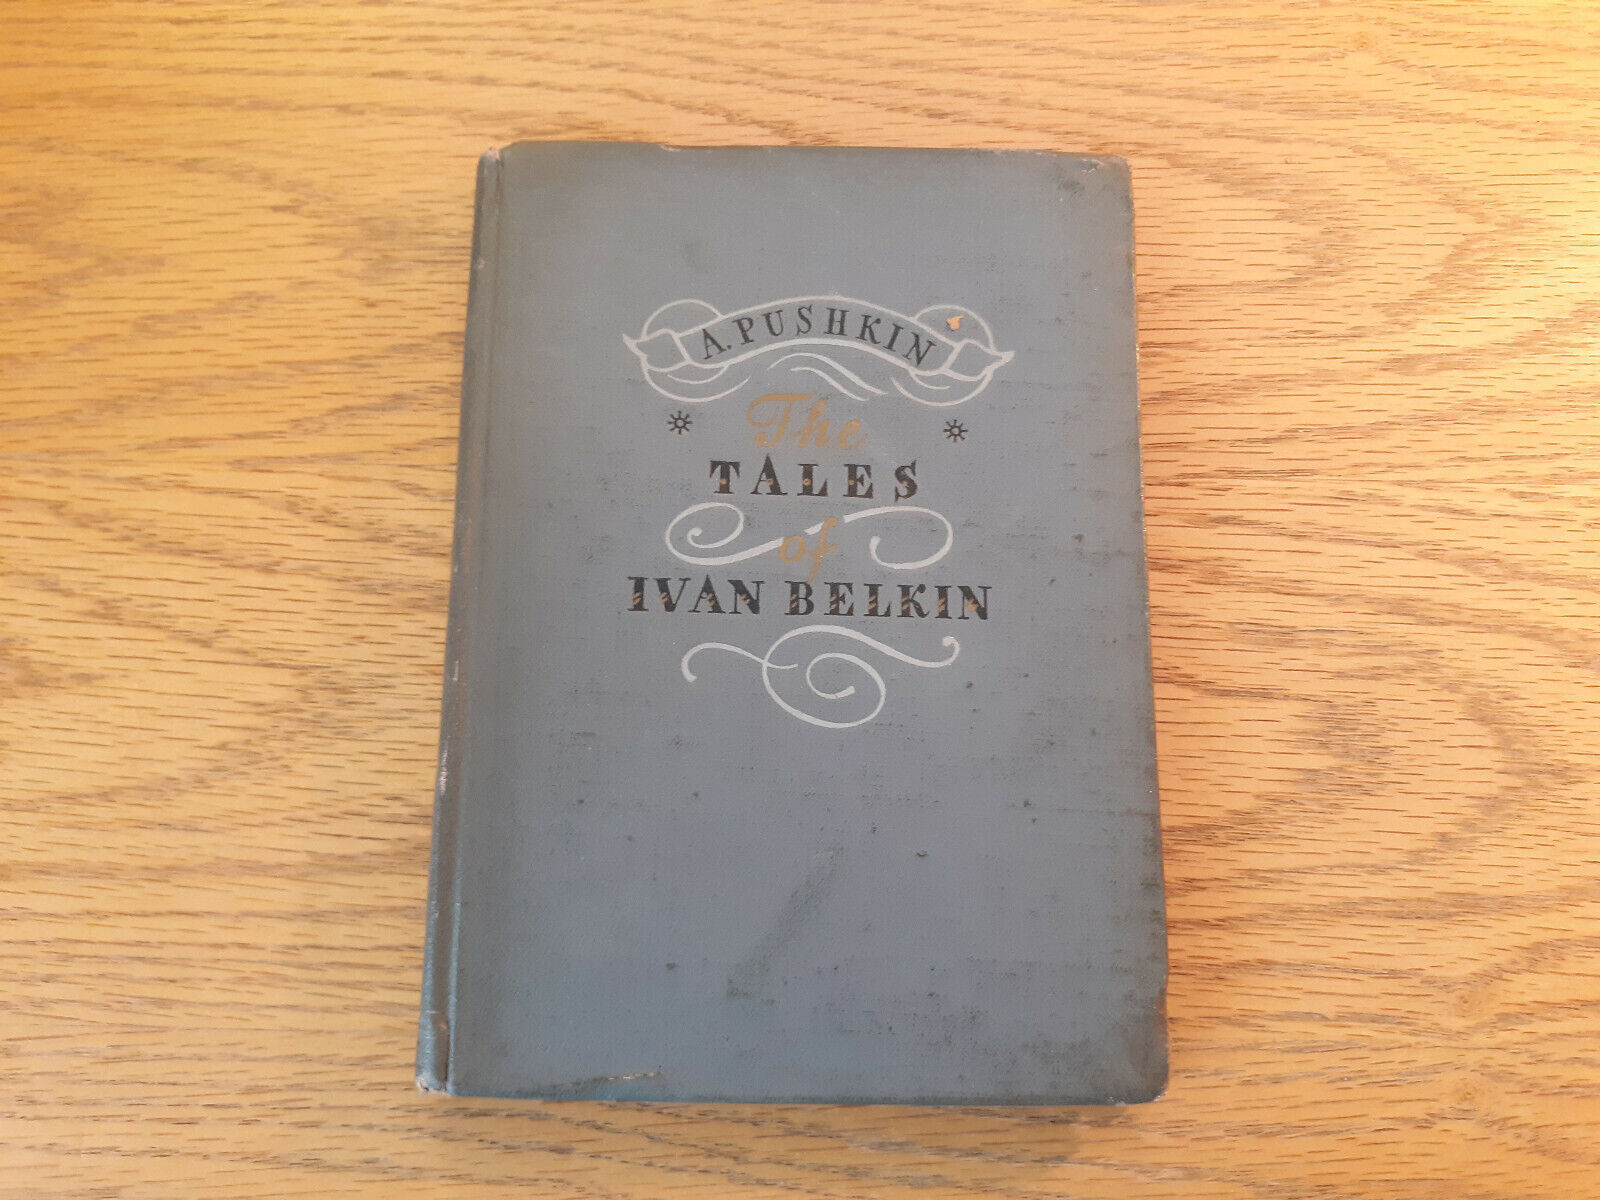 A. PUSHKIN
The
TALES
of
IVAN BELKIN